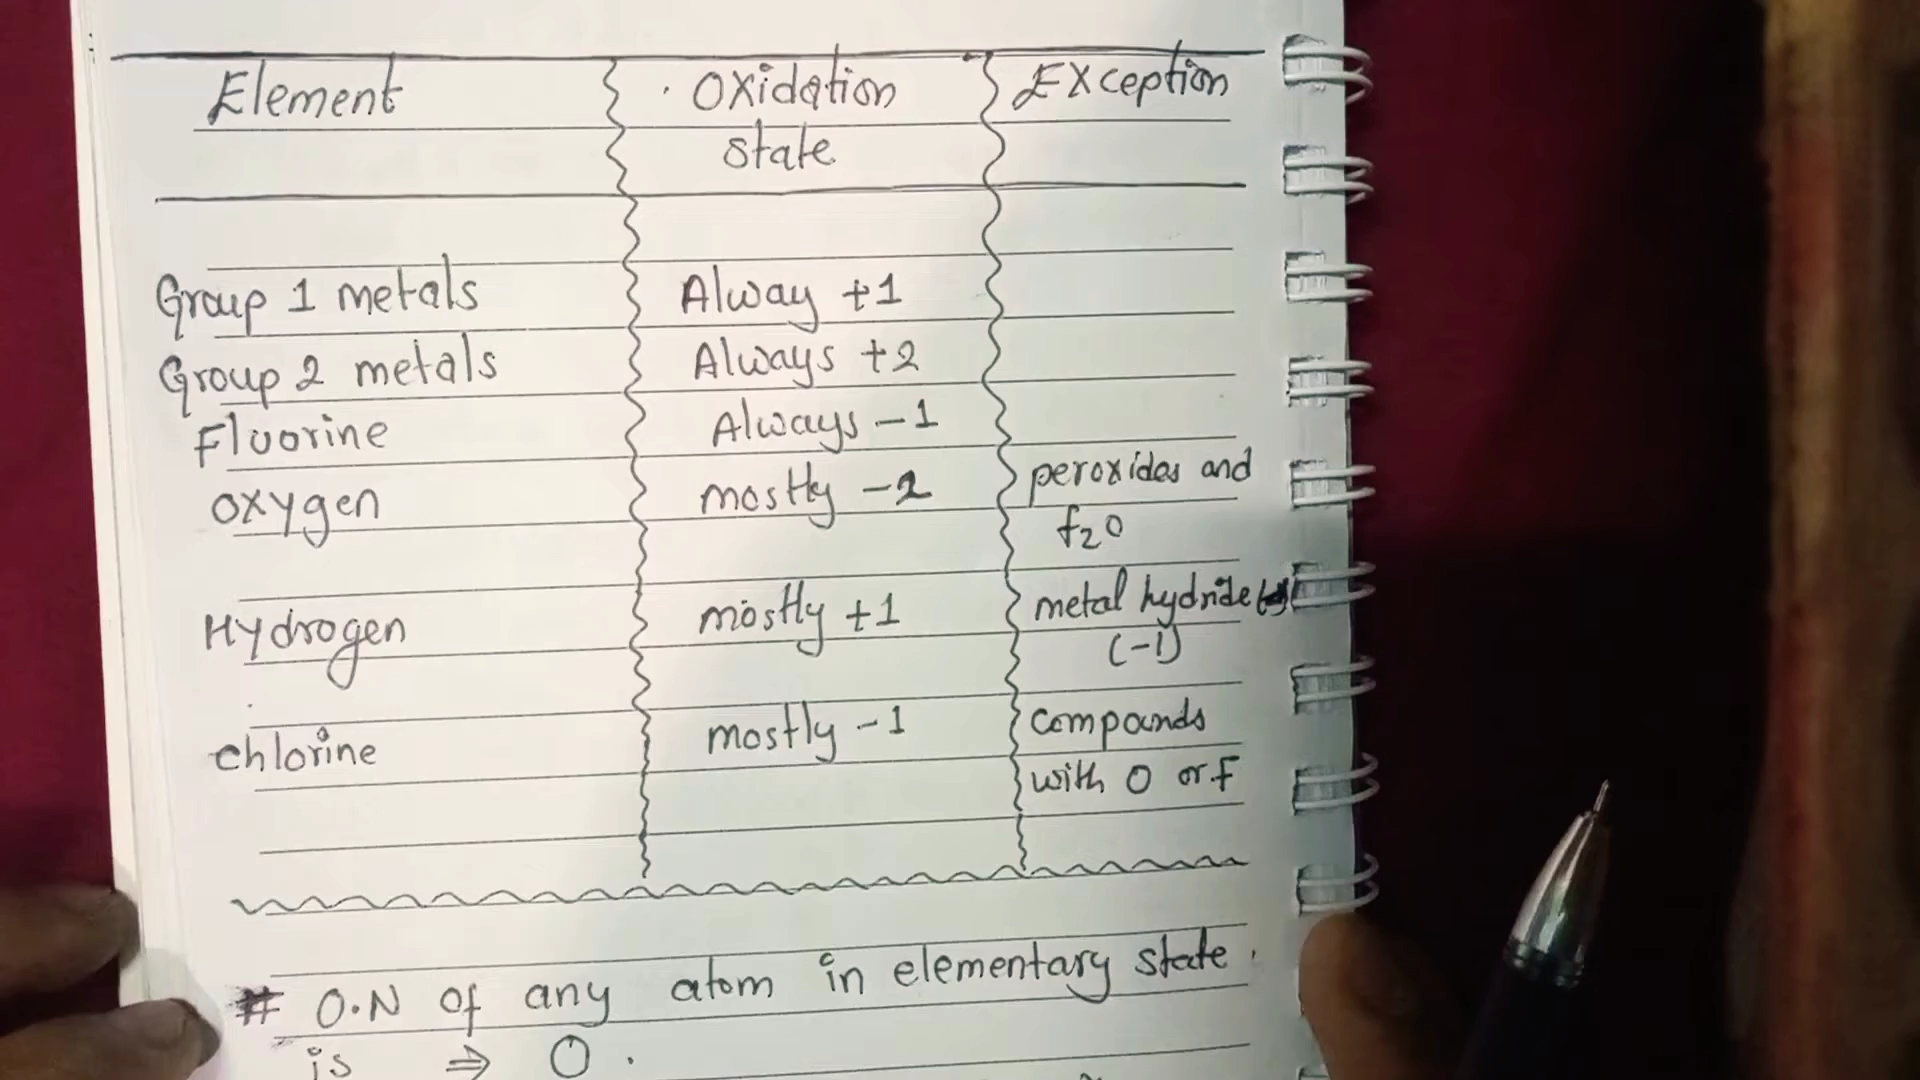 Element Oxidation Exception
state
Group 1 metals Alway +1
Group 2 metals Always +2
Fluorine Always -1
oxygen mostly -2 peroxides and
f₂o
Hydrogen mostly +1 metal hydride
(-1)
chlorine mostly -1 compounds
with O or F
# O.N of any atom in elementary state.
is ⇒ O.